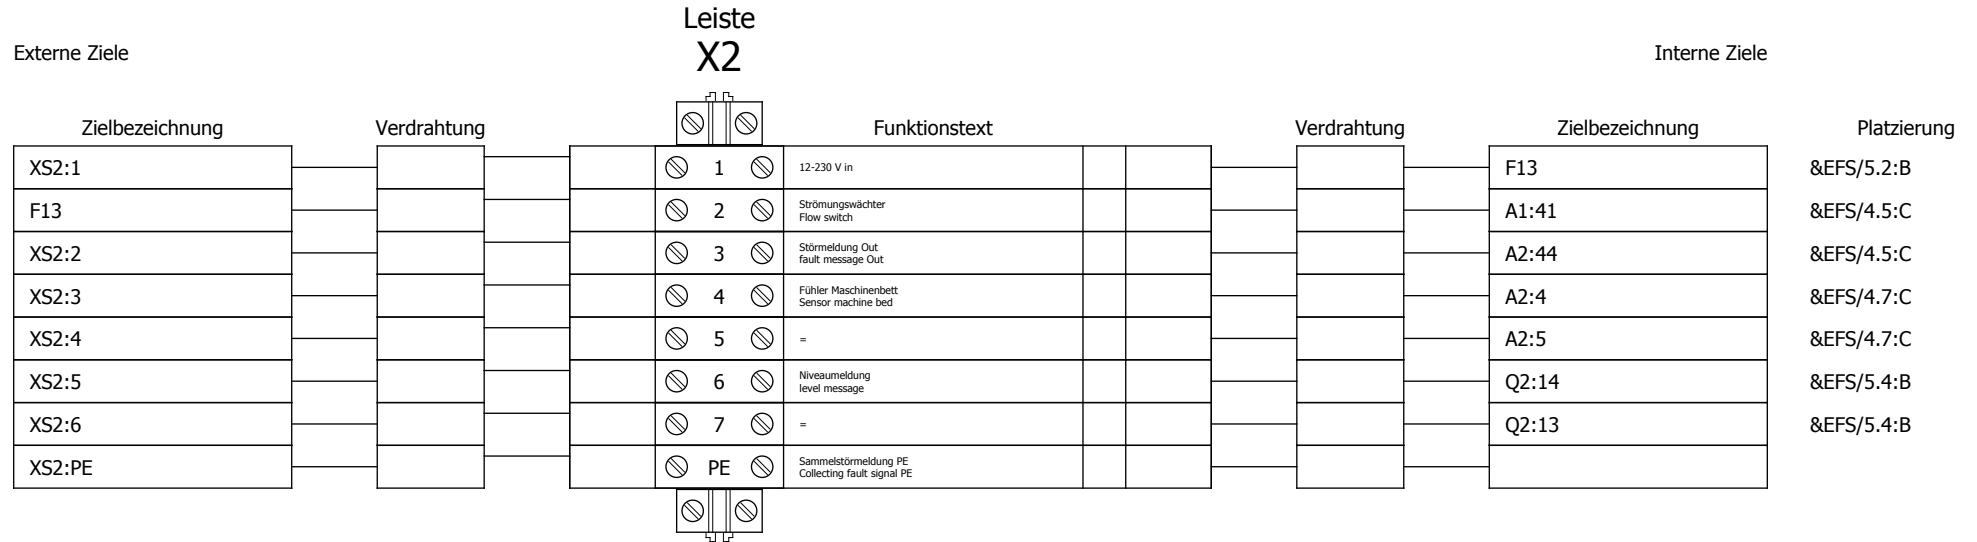 Leiste
X2
Externe Ziele
Interne Ziele
Zielbezeichnung Verdrahtung Funktionstext Verdrahtung Zielbezeichnung Platzierung
XS2:1 1 12-230 V in F13 &EFS/5.2:B
F13 2 Strömungswächter A1:41 &EFS/4.5:C
Flow switch
XS2:2 3 Störmeldung Out A2:44 &EFS/4.5:C
fault message Out
XS2:3 4 Fühler Maschinenbett A2:4 &EFS/4.7:C
Sensor machine bed
XS2:4 5 = A2:5 &EFS/4.7:C
XS2:5 6 Niveaumeldung Q2:14 &EFS/5.4:B
level message
XS2:6 7 = Q2:13 &EFS/5.4:B
XS2:PE PE Sammelstörmeldung PE
Collecting fault signal PE